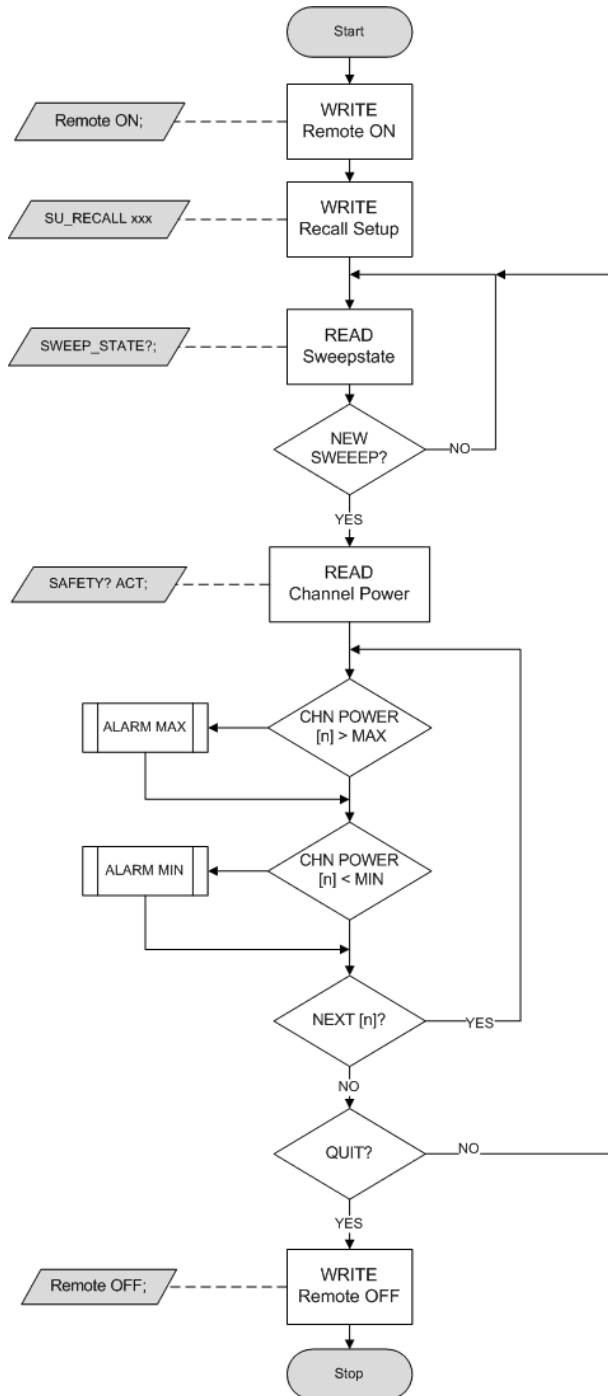 Start
Remote ON;
WRITE
Remote ON
SU_RECALL xxx
WRITE
Recall Setup
SWEEP_STATE?;
READ
Sweepstate
NEW
SWEEEP?
NO
YES
SAFETY? ACT;
READ
Channel Power
ALARM MAX
CHN POWER
[n] > MAX
ALARM MIN
CHN POWER
[n] < MIN
NEXT [n]?
YES
NO
QUIT?
NO
YES
Remote OFF;
WRITE
Remote OFF
Stop